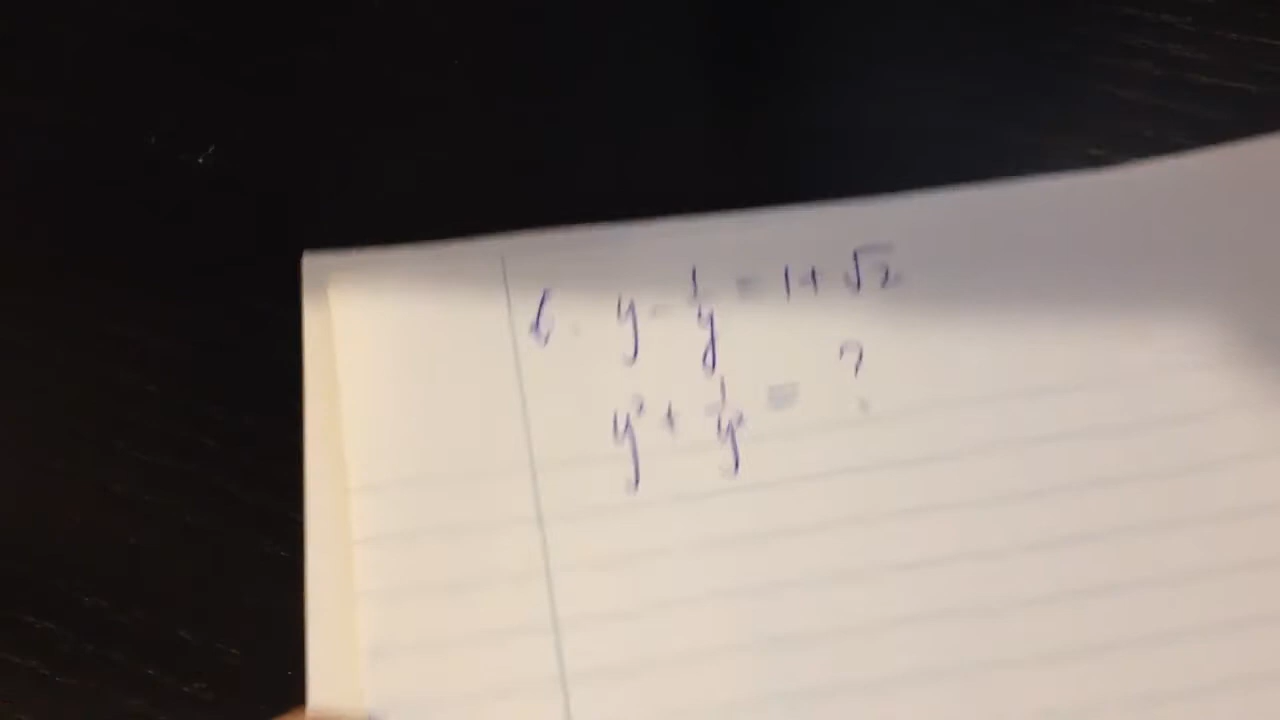 6. y - 1/y = 1 + √2
y² + 1/y² = ?